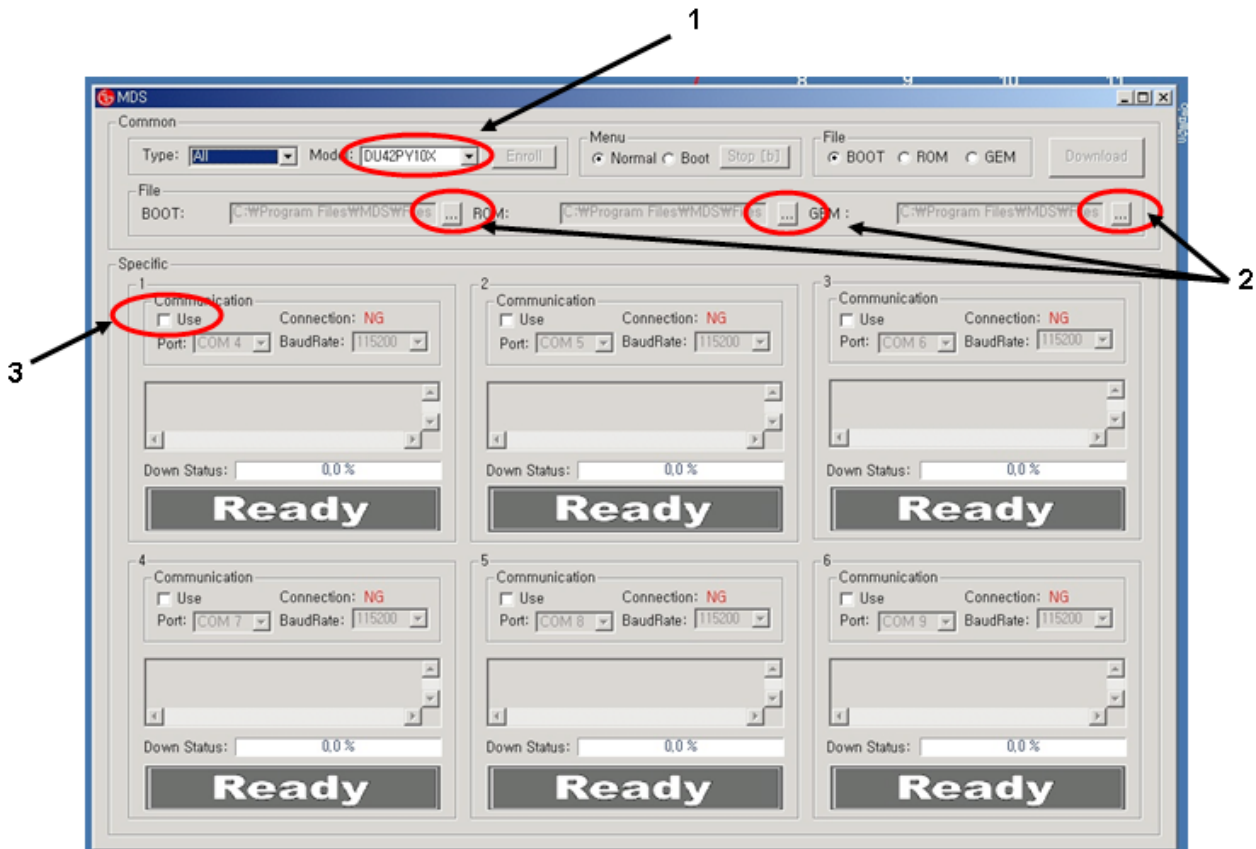 1
7 8 9 10 11
MDS
Common
Type: All Model: DU42PY10X Enroll
Menu
Normal Boot Stop [b]
File
BOOT ROM GEM
Download
File
BOOT: C:₩Program Files₩MDS₩Files ... ROM: C:₩Program Files₩MDS₩Files ... GEM : C:₩Program Files₩MDS₩Files ...
2
Specific
1
Communication
Use Connection: NG
Port: COM 4 BaudRate: 115200
Down Status: 0,0 %
Ready
3
2
Communication
Use Connection: NG
Port: COM 5 BaudRate: 115200
Down Status: 0,0 %
Ready
3
Communication
Use Connection: NG
Port: COM 6 BaudRate: 115200
Down Status: 0,0 %
Ready
4
Communication
Use Connection: NG
Port: COM 7 BaudRate: 115200
Down Status: 0,0 %
Ready
5
Communication
Use Connection: NG
Port: COM 8 BaudRate: 115200
Down Status: 0,0 %
Ready
6
Communication
Use Connection: NG
Port: COM 9 BaudRate: 115200
Down Status: 0,0 %
Ready